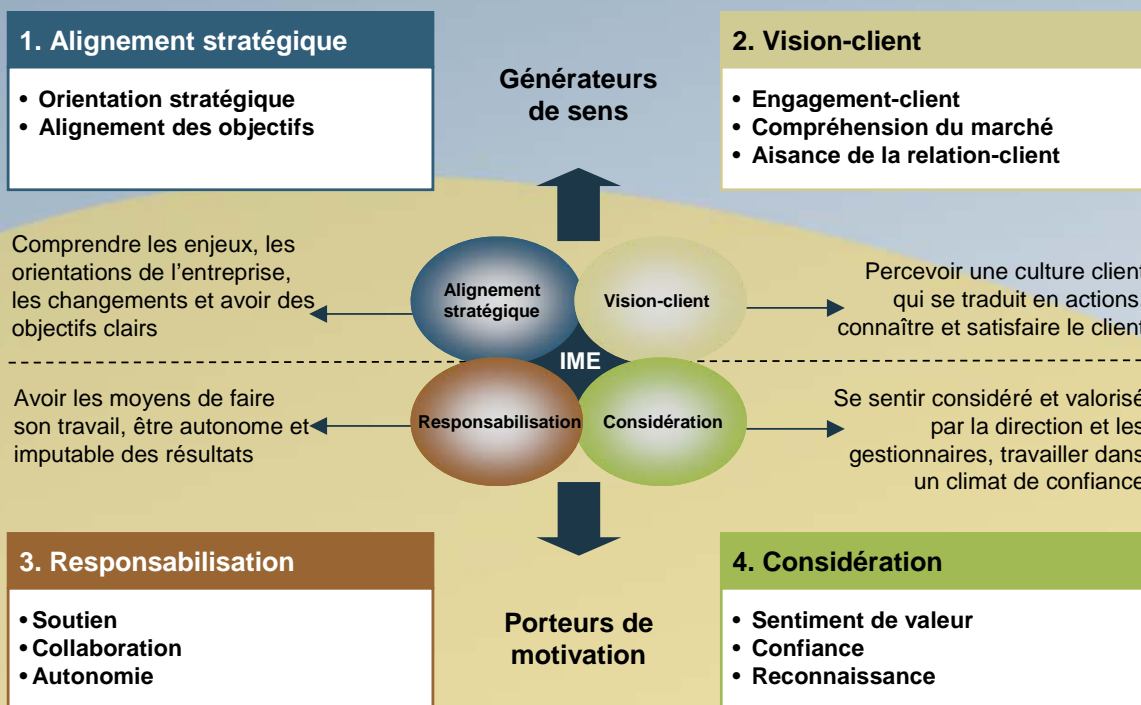 1. Alignement stratégique
• Orientation stratégique
• Alignement des objectifs
Générateurs
de sens
2. Vision-client
• Engagement-client
• Compréhension du marché
• Aisance de la relation-client
Comprendre les enjeux, les
orientations de l’entreprise,
les changements et avoir des
objectifs clairs
Alignement
stratégique
Vision-client
Percevoir une culture client
qui se traduit en actions,
connaître et satisfaire le client
IME
Avoir les moyens de faire
son travail, être autonome et
imputable des résultats
Responsabilisation
Considération
Se sentir considéré et valorisé
par la direction et les
gestionnaires, travailler dans
un climat de confiance
3. Responsabilisation
• Soutien
• Collaboration
• Autonomie
Porteurs de
motivation
4. Considération
• Sentiment de valeur
• Confiance
• Reconnaissance